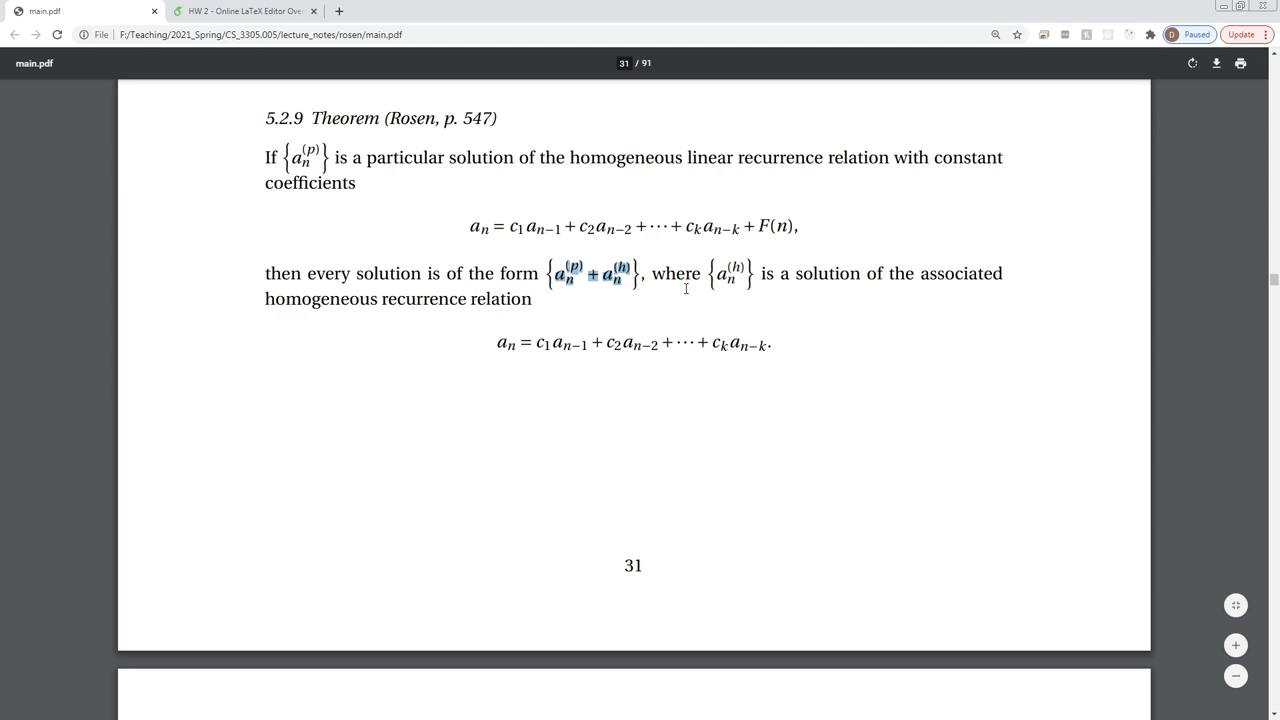 main.pdf
HW 2 - Online LaTeX Editor Over
File
F:/Teaching/2021_Spring/CS_3305.005/lecture_notes/rosen/main.pdf
D
Paused
Update
main.pdf
31 / 91
5.2.9 Theorem (Rosen, p. 547)
If {a_n^{(p)}} is a particular solution of the homogeneous linear recurrence relation with constant
coefficients
a_n = c_1 a_{n−1} + c_2 a_{n−2} + ⋯ + c_k a_{n−k} + F(n),
then every solution is of the form {a_n^{(p)} + a_n^{(h)}}, where {a_n^{(h)}} is a solution of the associated
homogeneous recurrence relation
a_n = c_1 a_{n−1} + c_2 a_{n−2} + ⋯ + c_k a_{n−k}.
31